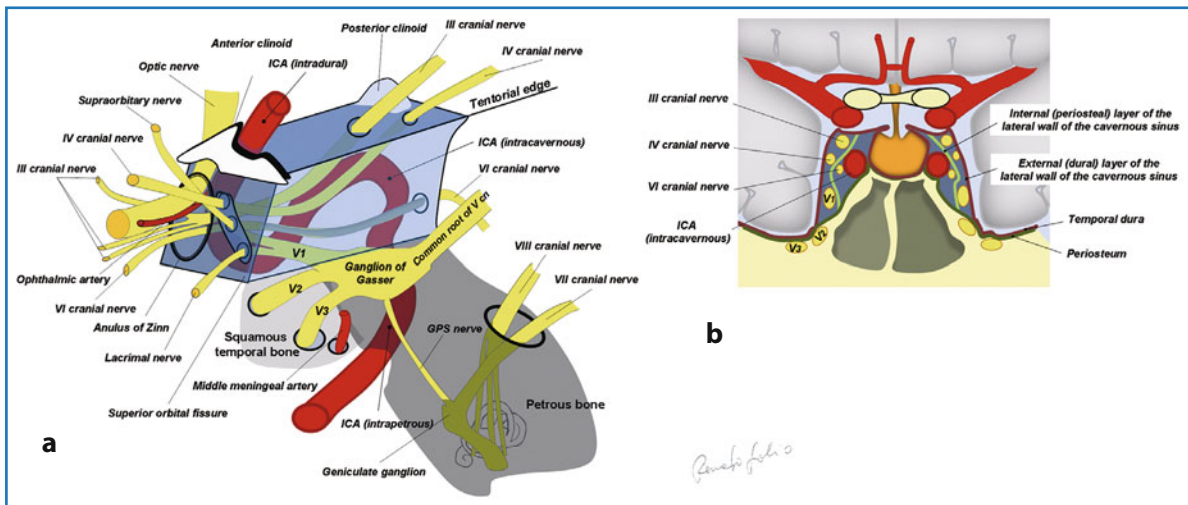 III cranial nerve
Posterior clinoid
Anterior clinoid
IV cranial nerve
ICA (intradural)
Optic nerve
Supraorbitary nerve
Tentorial edge
IV cranial nerve
ICA (intracavernous)
III cranial nerve
VI cranial nerve
Common root of V cn
VIII cranial nerve
V1
Ganglion of
Gasser
VII cranial nerve
Ophthalmic artery
V2
VI cranial nerve
V3
GPS nerve
Anulus of Zinn
Squamous
temporal bone
Lacrimal nerve
Middle meningeal artery
Petrous bone
Superior orbital fissure
ICA (intrapetrous)
a
Geniculate ganglion
III cranial nerve
Internal (periosteal) layer of the
lateral wall of the cavernous sinus
IV cranial nerve
External (dural) layer of the
lateral wall of the cavernous sinus
VI cranial nerve
V1
ICA
(intracavernous)
Temporal dura
V2
V3
Periosteum
b